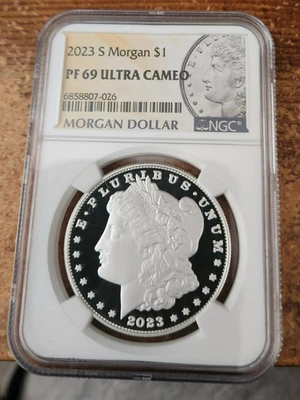 2023 S Morgan $1
PF 69 ULTRA CAMEO
6858807-026
NGC
MORGAN DOLLAR
E·PLURIBUS·UNUM
2023